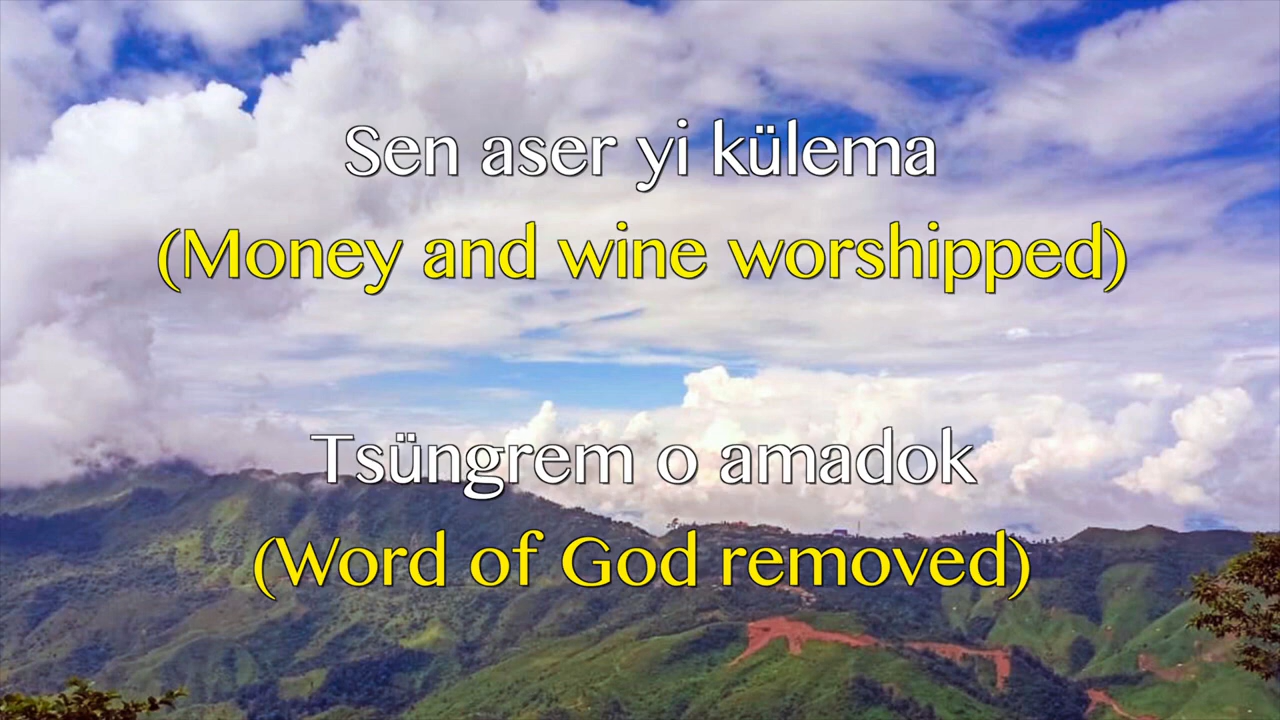 Sen aser yi külema
(Money and wine worshipped)
Tsüngrem o amadok
(Word of God removed)